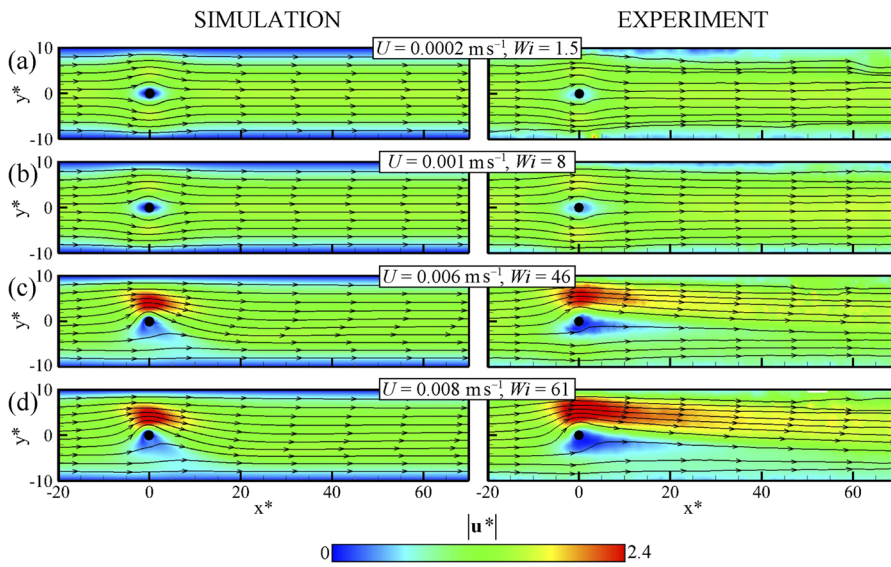 SIMULATION EXPERIMENT
U = 0.0002 m s⁻¹, Wi = 1.5
(a)
10
y*
0
-10
U = 0.001 m s⁻¹, Wi = 8
(b)
10
y*
0
-10
U = 0.006 m s⁻¹, Wi = 46
(c)
10
y*
0
-10
U = 0.008 m s⁻¹, Wi = 61
(d)
10
y*
0
-10
-20 0 20 40 60 -20 0 20 40 60
x* x*
|u*|
0 2.4